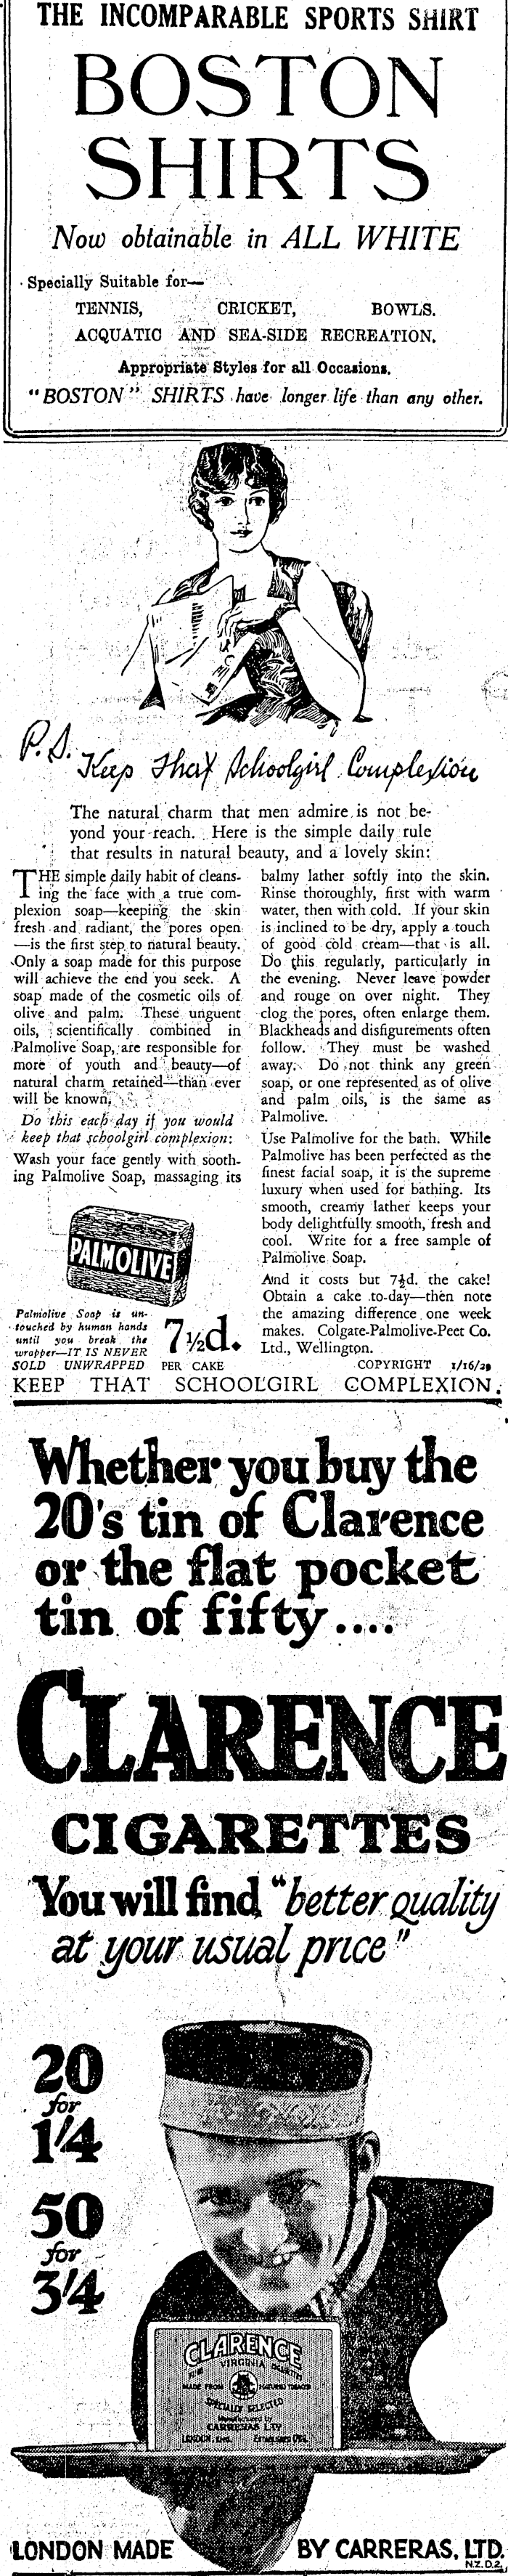 THE INCOMPARABLE SPORTS SHIRT
BOSTON
SHIRTS
Now obtainable in ALL WHITE
Specially Suitable for—
TENNIS, CRICKET, BOWLS.
ACQUATIC AND SEA-SIDE RECREATION.
Appropriate Styles for all Occasions.
"BOSTON" SHIRTS have longer life than any other.
P.S. Keep That Schoolgirl Complexion
The natural charm that men admire is not be-
yond your reach. Here is the simple daily rule
that results in natural beauty, and a lovely skin:
THE simple daily habit of cleans-
ing the face with a true com-
plexion soap—keeping the skin
fresh and radiant, the pores open
—is the first step to natural beauty.
Only a soap made for this purpose
will achieve the end you seek. A
soap made of the cosmetic oils of
olive and palm. These unguent
oils, scientifically combined in
Palmolive Soap, are responsible for
more of youth and beauty—of
natural charm retained—than ever
will be known.
Do this each day if you would
keep that schoolgirl complexion:
Wash your face gently with sooth-
ing Palmolive Soap, massaging its
balmy lather softly into the skin.
Rinse thoroughly, first with warm
water, then with cold. If your skin
is inclined to be dry, apply a touch
of good cold cream—that is all.
Do this regularly, particularly in
the evening. Never leave powder
and rouge on over night. They
clog the pores, often enlarge them.
Blackheads and disfigurements often
follow. They must be washed
away. Do not think any green
soap, or one represented as of olive
and palm oils, is the same as
Palmolive.
Use Palmolive for the bath. While
Palmolive has been perfected as the
finest facial soap, it is the supreme
luxury when used for bathing. Its
smooth, creamy lather keeps your
body delightfully smooth, fresh and
cool. Write for a free sample of
Palmolive Soap.
And it costs but 7½d. the cake!
Obtain a cake to-day—then note
the amazing difference one week
makes. Colgate-Palmolive-Peet Co.
Ltd., Wellington.
COPYRIGHT 1/16/29
PALMOLIVE
Palmolive Soap is un-
touched by human hands
until you break the
wrapper—IT IS NEVER
SOLD UNWRAPPED
7½d.
PER CAKE
KEEP THAT SCHOOLGIRL COMPLEXION.
Whether you buy the
20's tin of Clarence
or the flat pocket
tin of fifty....
CLARENCE
CIGARETTES
You will find "better quality
at your usual price"
20
for
1/4
50
for
3/4
CLARENCE
VIRGINIA CIGARETTES
MADE FROM MATURED TOBACCO
SPECIALLY SELECTED
Manufactured by
CARRERAS LTD
LONDON, ENG.
LONDON MADE BY CARRERAS, LTD.
N.Z.D.2.